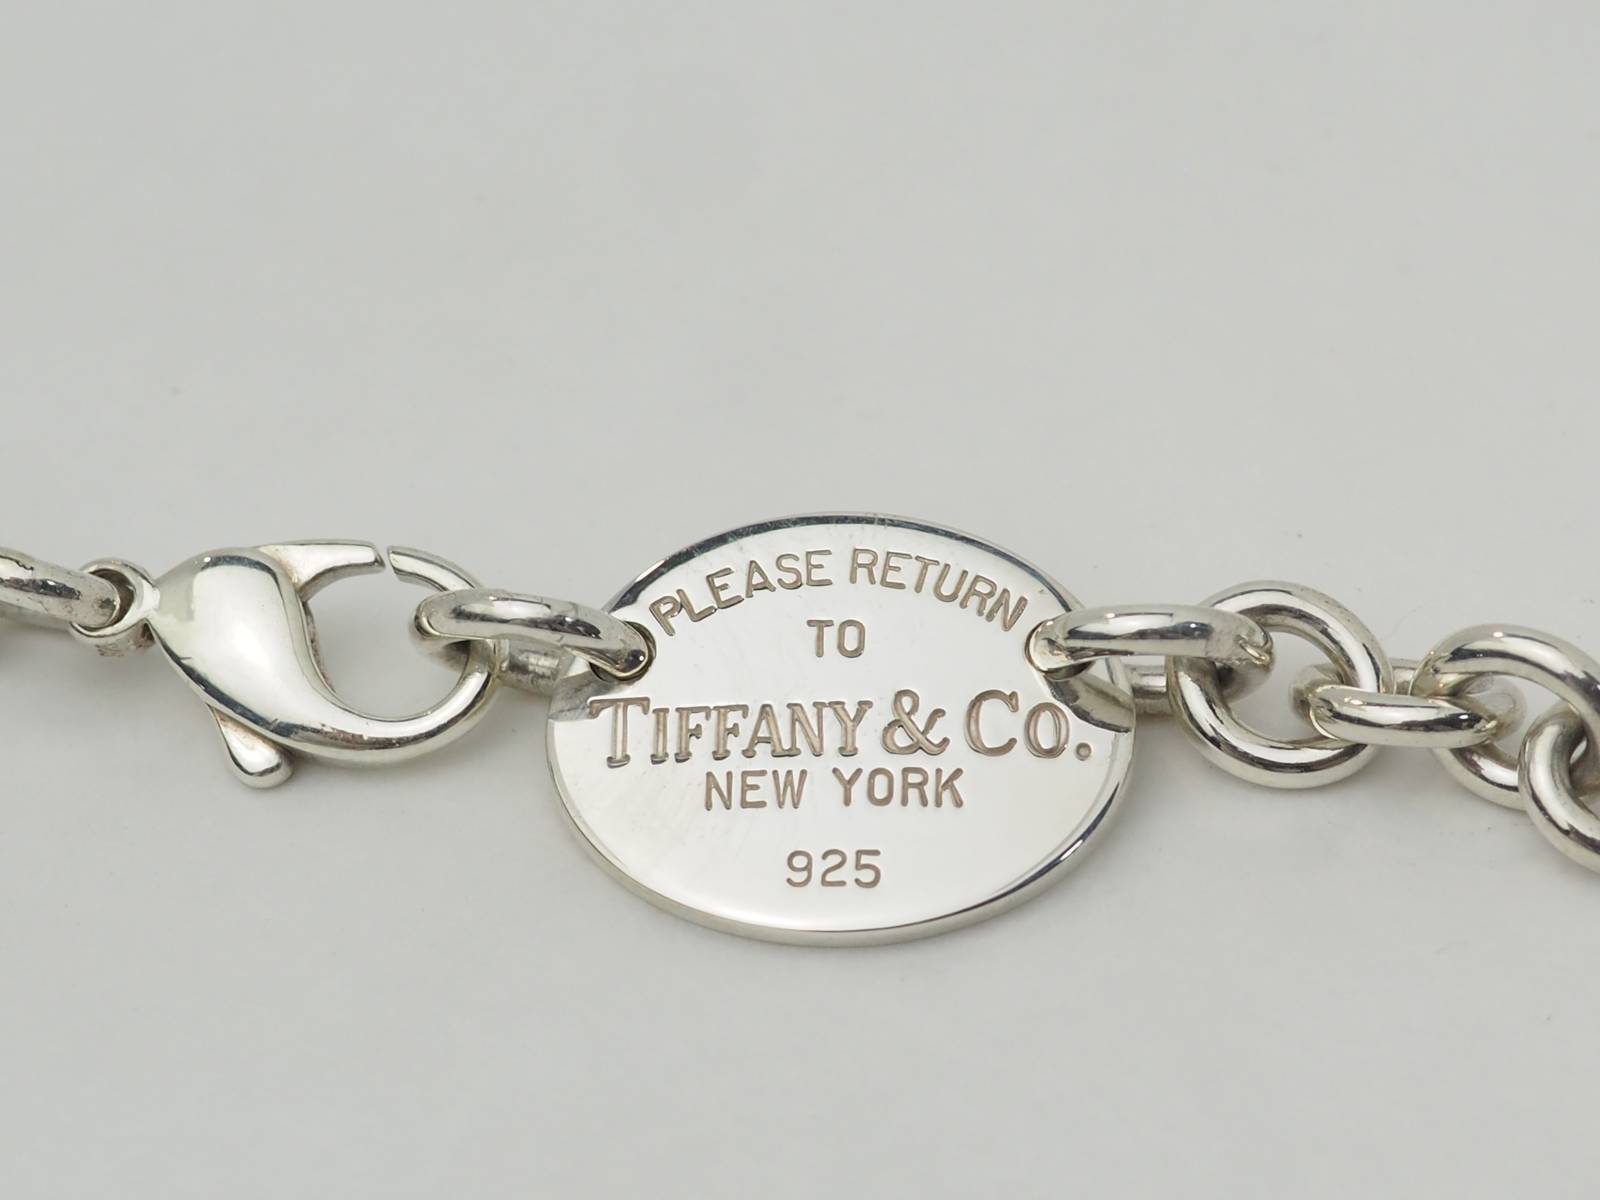 PLEASE RETURN
TO
TIFFANY & CO.
NEW YORK
925